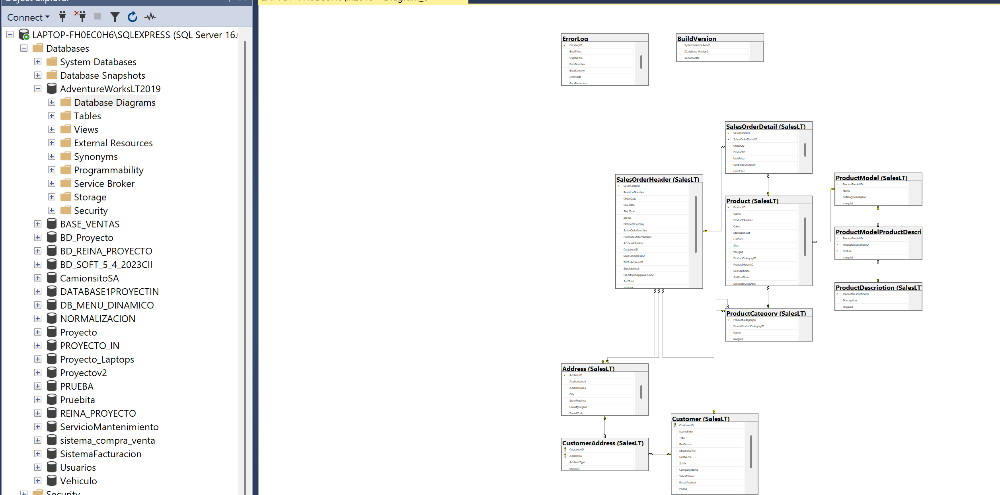 Object Explorer
Connect
LAPTOP-FH0EC0H6\SQLEXPRESS (SQL Server 16.
Databases
System Databases
Database Snapshots
AdventureWorksLT2019
Database Diagrams
Tables
Views
External Resources
Synonyms
Programmability
Service Broker
Storage
Security
BASE_VENTAS
BD_Proyecto
BD_REINA_PROYECTO
BD_SOFT_5_4_2023CII
CamionsitoSA
DATABASE1PROYECTIN
DB_MENU_DINAMICO
NORMALIZACION
Proyecto
PROYECTO_IN
Proyecto_Laptops
Proyectov2
PRUEBA
Pruebita
REINA_PROYECTO
ServicioMantenimiento
sistema_compra_venta
SistemaFacturacion
Usuarios
Vehiculo
Security
ErrorLog
ErrorLogID
ErrorTime
UserName
ErrorNumber
ErrorSeverity
ErrorState
ErrorProcedure
BuildVersion
SystemInformationID
[Database Version]
VersionDate
SalesOrderDetail (SalesLT)
SalesOrderID
SalesOrderDetailID
OrderQty
ProductID
UnitPrice
UnitPriceDiscount
LineTotal
SalesOrderHeader (SalesLT)
SalesOrderID
RevisionNumber
OrderDate
DueDate
ShipDate
Status
OnlineOrderFlag
SalesOrderNumber
PurchaseOrderNumber
AccountNumber
CustomerID
ShipToAddressID
BillToAddressID
ShipMethod
CreditCardApprovalCode
SubTotal
TaxAmt
Product (SalesLT)
ProductID
Name
ProductNumber
Color
StandardCost
ListPrice
Size
Weight
ProductCategoryID
ProductModelID
SellStartDate
SellEndDate
DiscontinuedDate
ProductModel (SalesLT)
ProductModelID
Name
CatalogDescription
rowguid
ProductModelProductDescri
ProductModelID
ProductDescriptionID
Culture
rowguid
ProductDescription (SalesLT
ProductDescriptionID
Description
rowguid
ProductCategory (SalesLT)
ProductCategoryID
ParentProductCategoryID
Name
rowguid
Address (SalesLT)
AddressID
AddressLine1
AddressLine2
City
StateProvince
CountryRegion
PostalCode
CustomerAddress (SalesLT)
CustomerID
AddressID
AddressType
rowguid
Customer (SalesLT)
CustomerID
NameStyle
Title
FirstName
MiddleName
LastName
Suffix
CompanyName
SalesPerson
EmailAddress
Phone